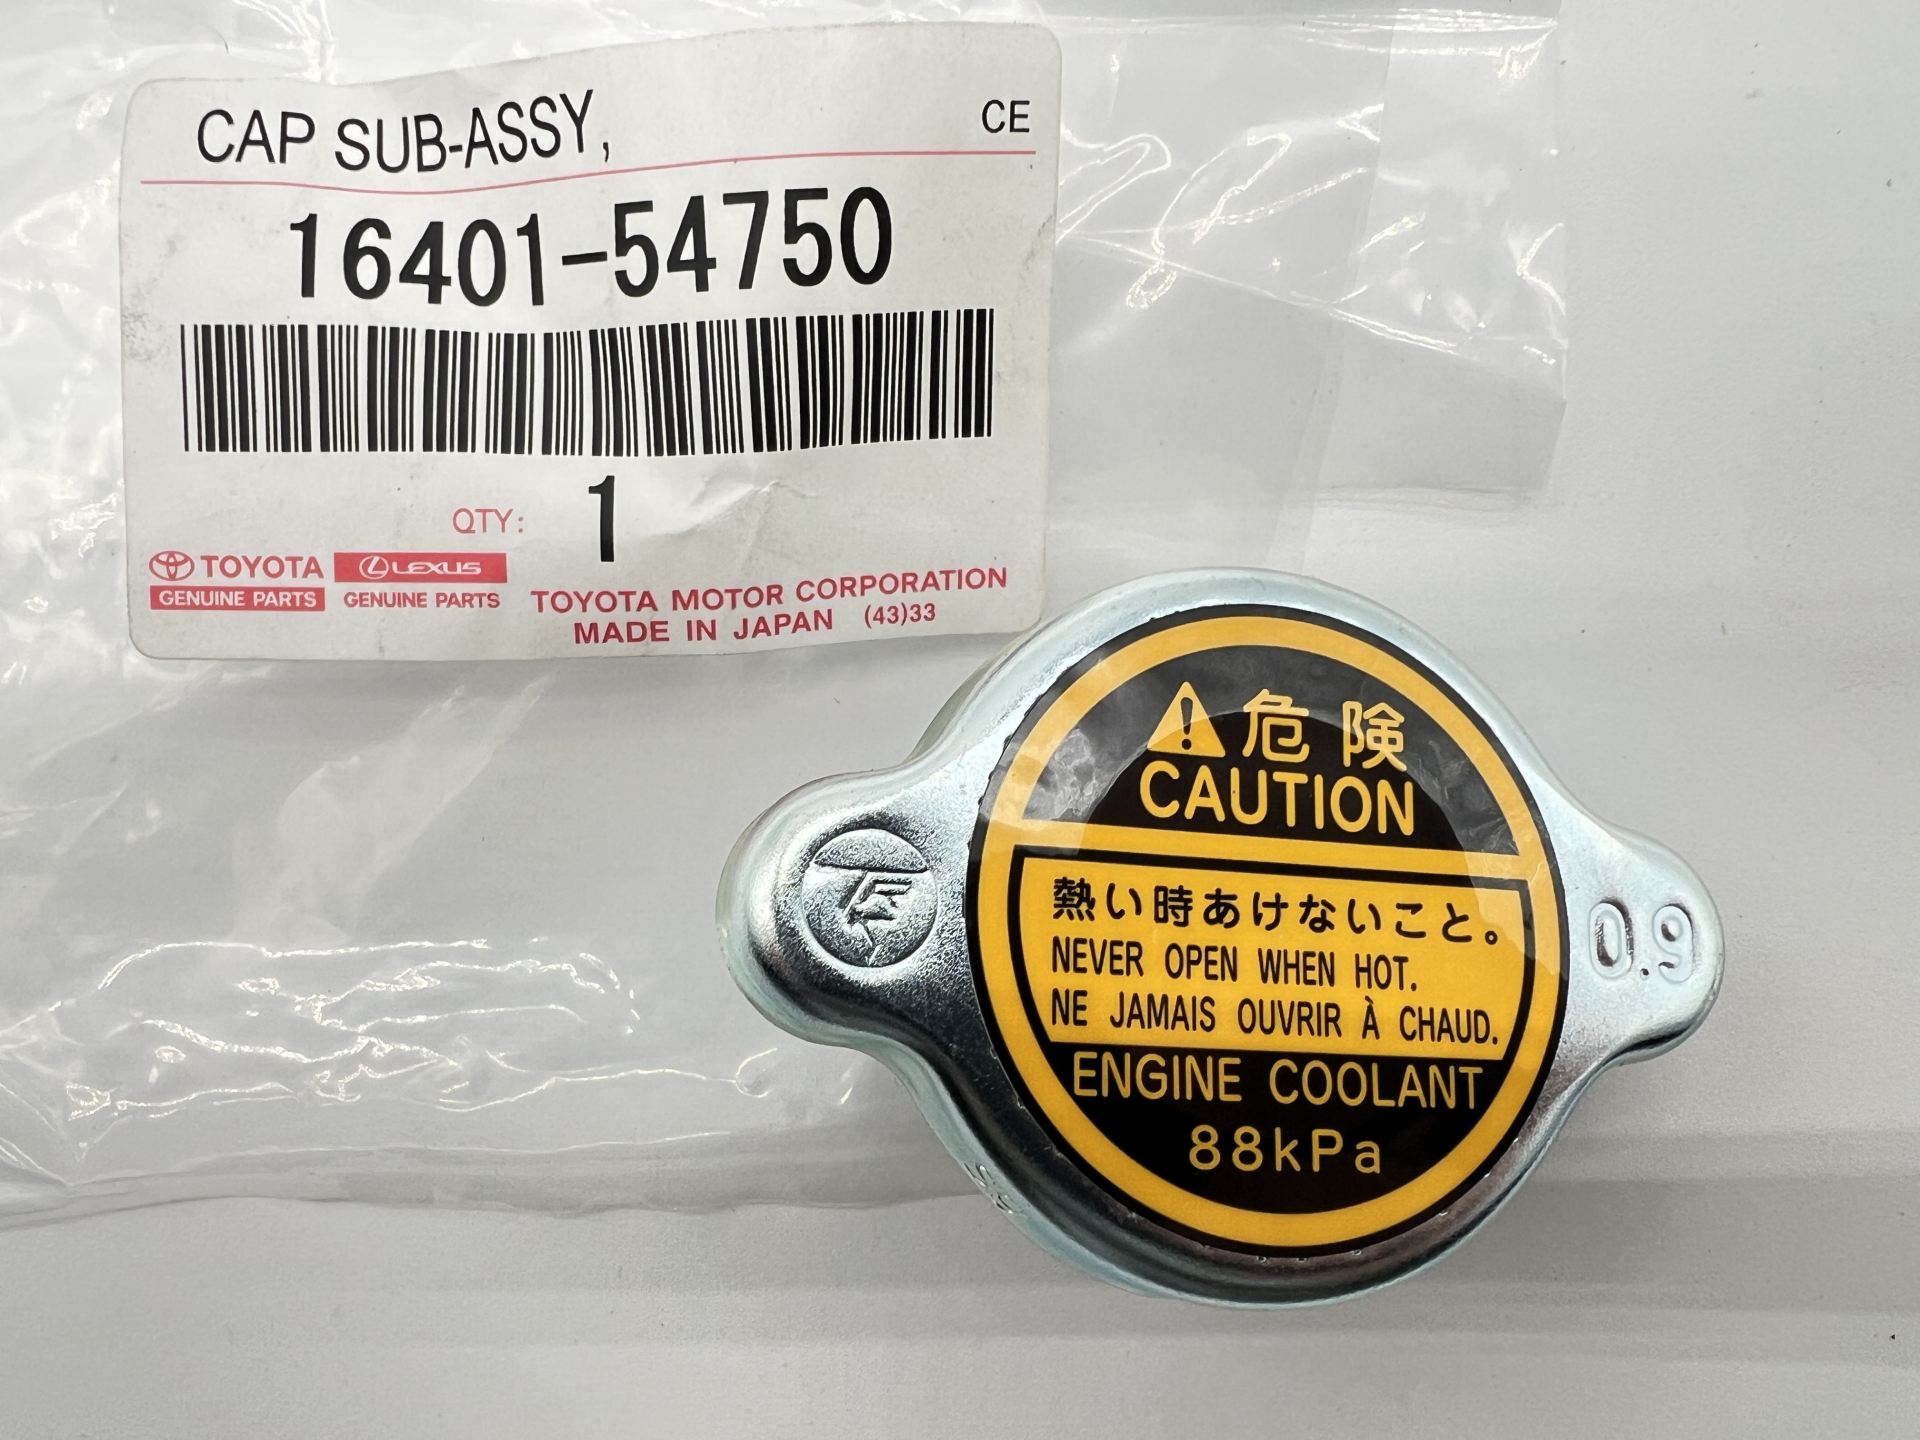 CAP SUB-ASSY,
CE
16401-54750
QTY: 1
TOYOTA
GENUINE PARTS
LEXUS
GENUINE PARTS
TOYOTA MOTOR CORPORATION
MADE IN JAPAN (43)33
危険
CAUTION
熱い時あけないこと。
NEVER OPEN WHEN HOT.
NE JAMAIS OUVRIR À CHAUD.
ENGINE COOLANT
88kPa
0.9